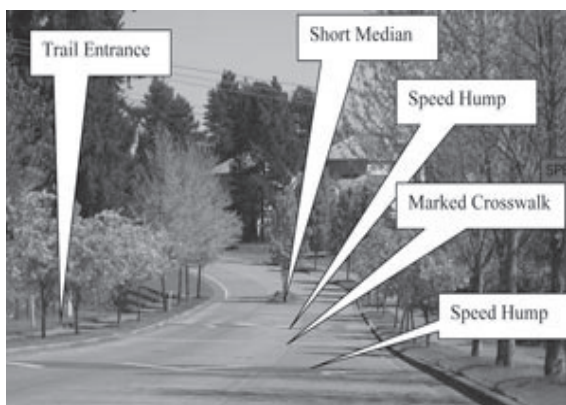 Short Median
Trail Entrance
Speed Hump
Marked Crosswalk
Speed Hump